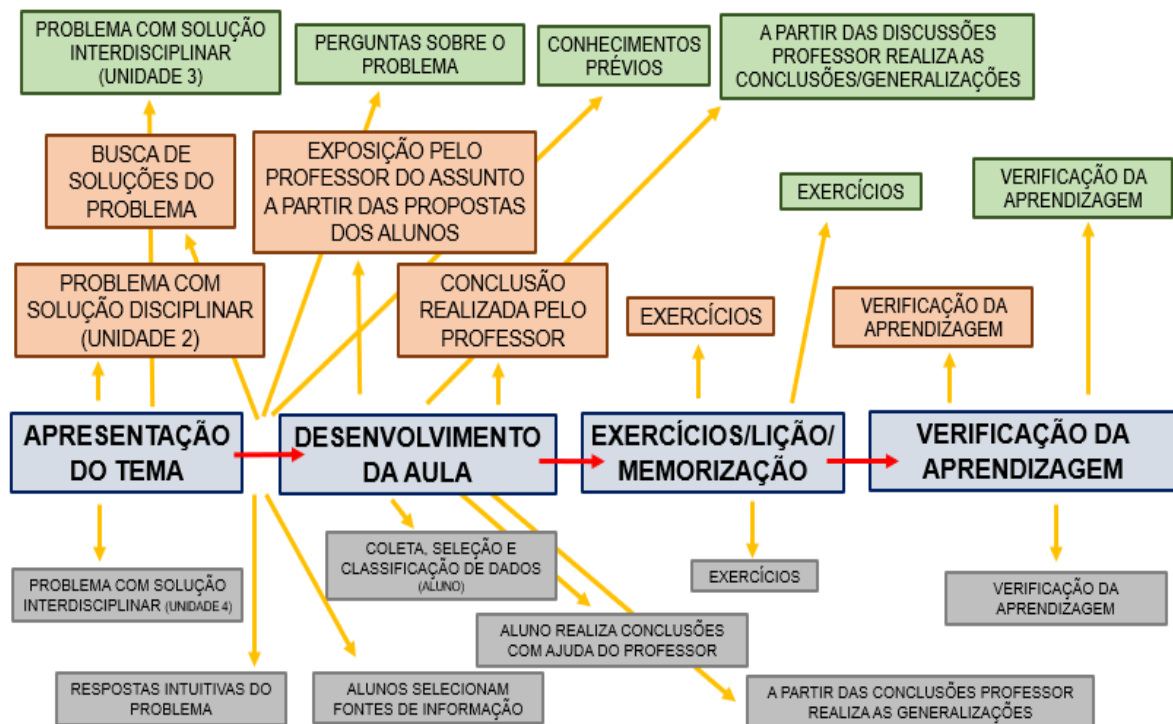 PROBLEMA COM SOLUÇÃO
INTERDISCIPLINAR
(UNIDADE 3)
PERGUNTAS SOBRE O
PROBLEMA
CONHECIMENTOS
PRÉVIOS
A PARTIR DAS DISCUSSÕES
PROFESSOR REALIZA AS
CONCLUSÕES/GENERALIZAÇÕES
BUSCA DE
SOLUÇÕES DO
PROBLEMA
EXPOSIÇÃO PELO
PROFESSOR DO ASSUNTO
A PARTIR DAS PROPOSTAS
DOS ALUNOS
EXERCÍCIOS
VERIFICAÇÃO DA
APRENDIZAGEM
PROBLEMA COM
SOLUÇÃO DISCIPLINAR
(UNIDADE 2)
CONCLUSÃO
REALIZADA PELO
PROFESSOR
EXERCÍCIOS
VERIFICAÇÃO DA
APRENDIZAGEM
APRESENTAÇÃO
DO TEMA
DESENVOLVIMENTO
DA AULA
EXERCÍCIOS/LIÇÃO/
MEMORIZAÇÃO
VERIFICAÇÃO DA
APRENDIZAGEM
PROBLEMA COM SOLUÇÃO
INTERDISCIPLINAR (UNIDADE 4)
COLETA, SELEÇÃO E
CLASSIFICAÇÃO DE DADOS
(ALUNO)
EXERCÍCIOS
VERIFICAÇÃO DA
APRENDIZAGEM
ALUNO REALIZA CONCLUSÕES
COM AJUDA DO PROFESSOR
RESPOSTAS INTUITIVAS DO
PROBLEMA
ALUNOS SELECIONAM
FONTES DE INFORMAÇÃO
A PARTIR DAS CONCLUSÕES PROFESSOR
REALIZA AS GENERALIZAÇÕES